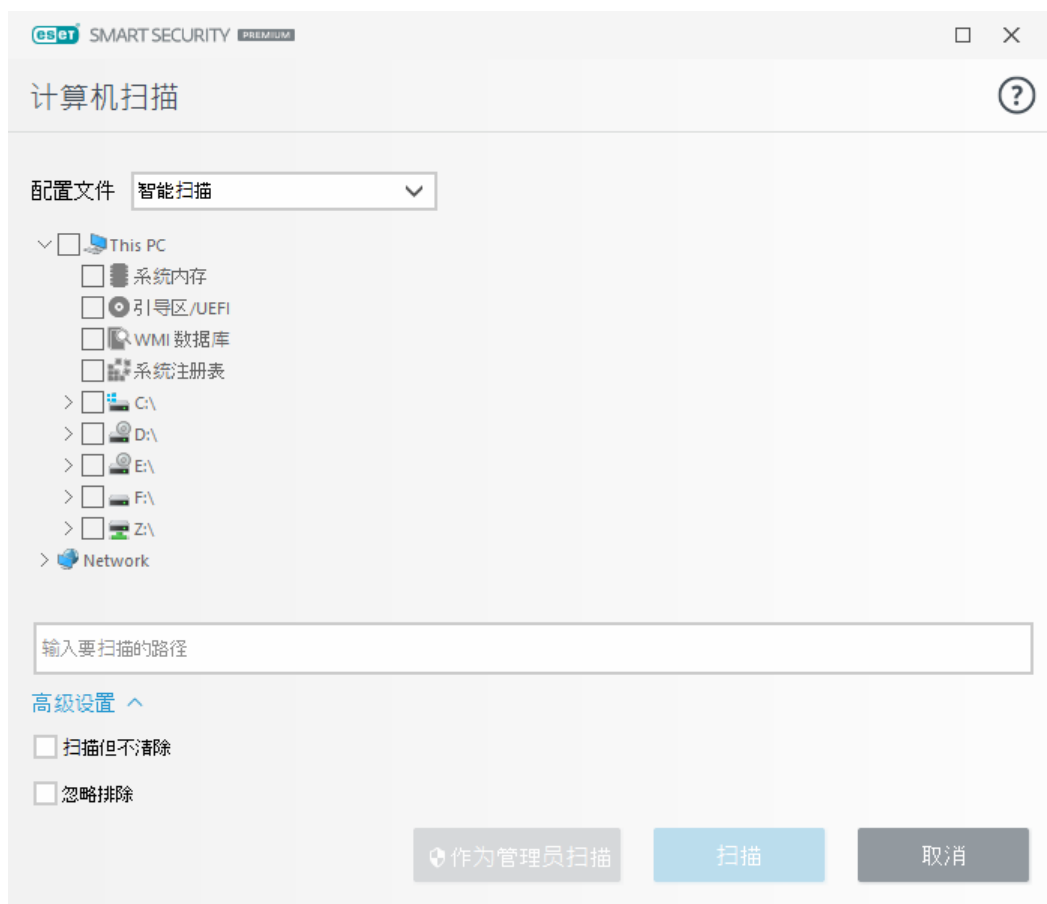 eset SMART SECURITY PREMIUM
计算机扫描
配置文件 智能扫描
This PC
系统内存
引导区/UEFI
WMI 数据库
系统注册表
C:\
D:\
E:\
F:\
Z:\
Network
输入要扫描的路径
高级设置
扫描但不清除
忽略排除
作为管理员扫描 扫描 取消